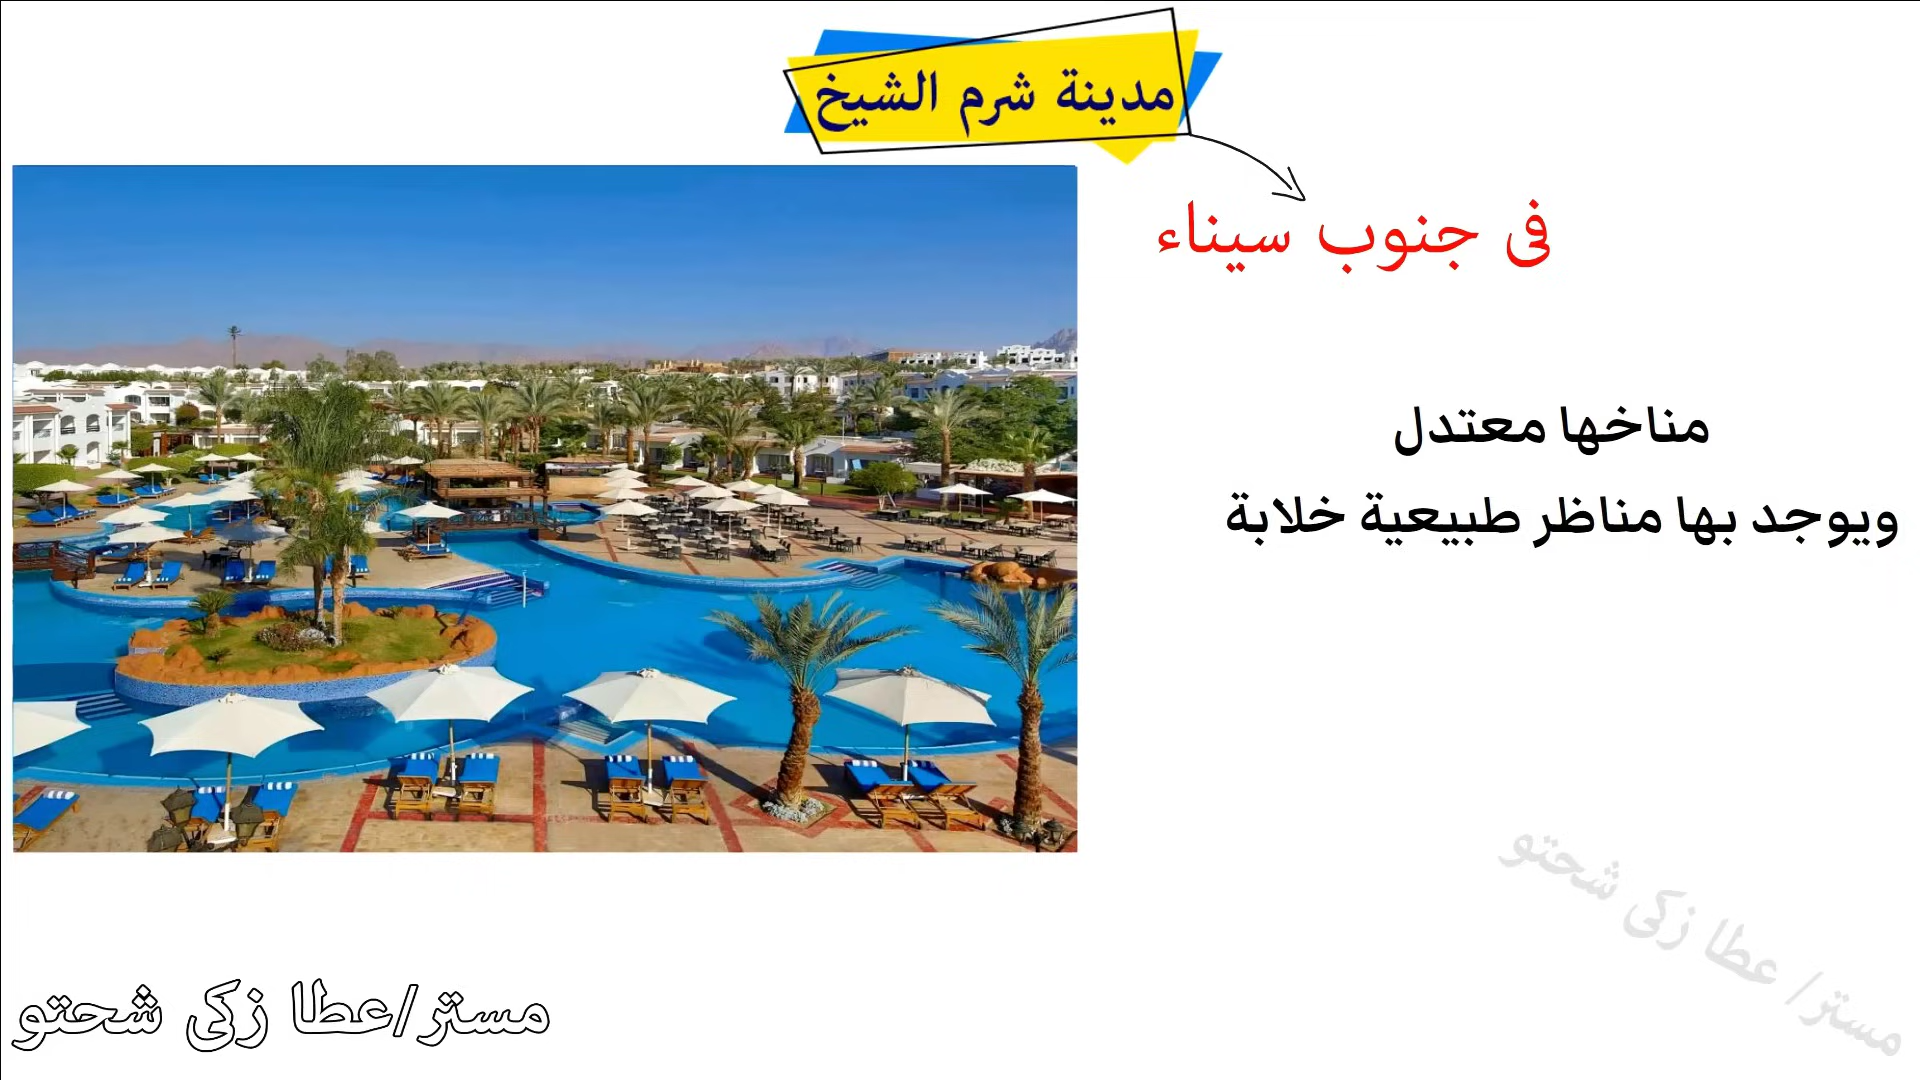 مدينة شرم الشيخ
فى جنوب سيناء
مناخها معتدل
ويوجد بها مناظر طبيعية خلابة
مستر/ عطا زكى شحتو
مستر/عطا زكى شحتو